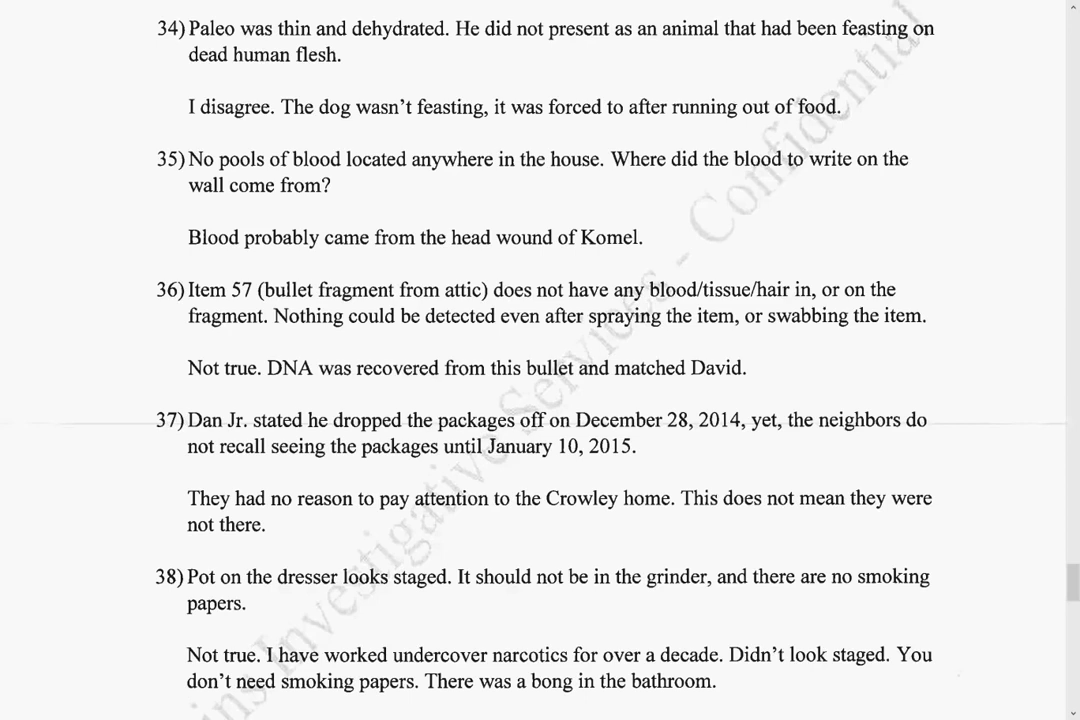 34) Paleo was thin and dehydrated. He did not present as an animal that had been feasting on
dead human flesh.
I disagree. The dog wasn't feasting, it was forced to after running out of food.
35) No pools of blood located anywhere in the house. Where did the blood to write on the
wall come from?
Blood probably came from the head wound of Komel.
36) Item 57 (bullet fragment from attic) does not have any blood/tissue/hair in, or on the
fragment. Nothing could be detected even after spraying the item, or swabbing the item.
Not true. DNA was recovered from this bullet and matched David.
37) Dan Jr. stated he dropped the packages off on December 28, 2014, yet, the neighbors do
not recall seeing the packages until January 10, 2015.
They had no reason to pay attention to the Crowley home. This does not mean they were
not there.
38) Pot on the dresser looks staged. It should not be in the grinder, and there are no smoking
papers.
Not true. I have worked undercover narcotics for over a decade. Didn't look staged. You
don't need smoking papers. There was a bong in the bathroom.
ins Investigative Services - Confidential